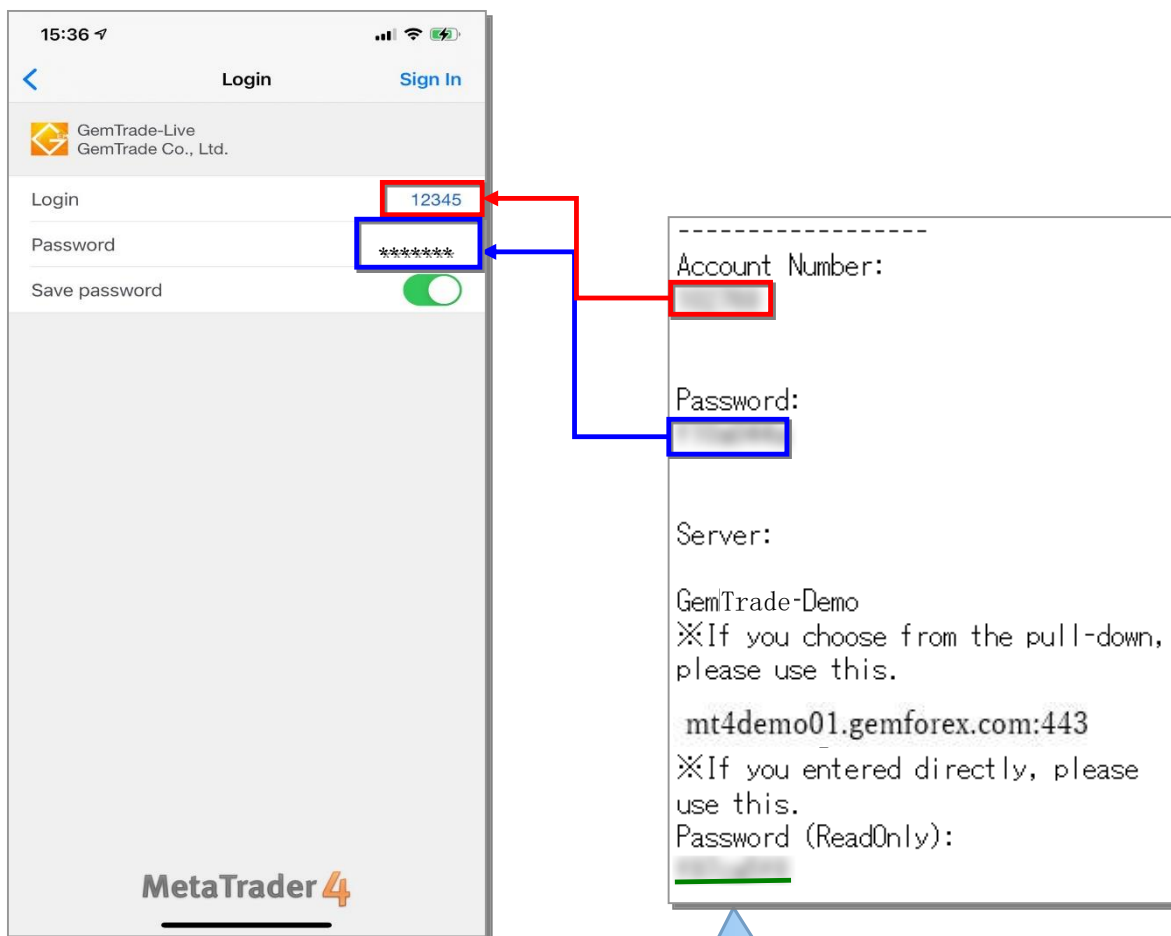 15:36
Login
Sign In
GemTrade-Live
GemTrade Co., Ltd.
Login
12345
Password
*******
Save password
MetaTrader 4
------------------
Account Number:
Password:
Server:
GemTrade-Demo
※If you choose from the pull-down,
please use this.
mt4demo01.gemforex.com:443
※If you entered directly, please
use this.
Password (ReadOnly):